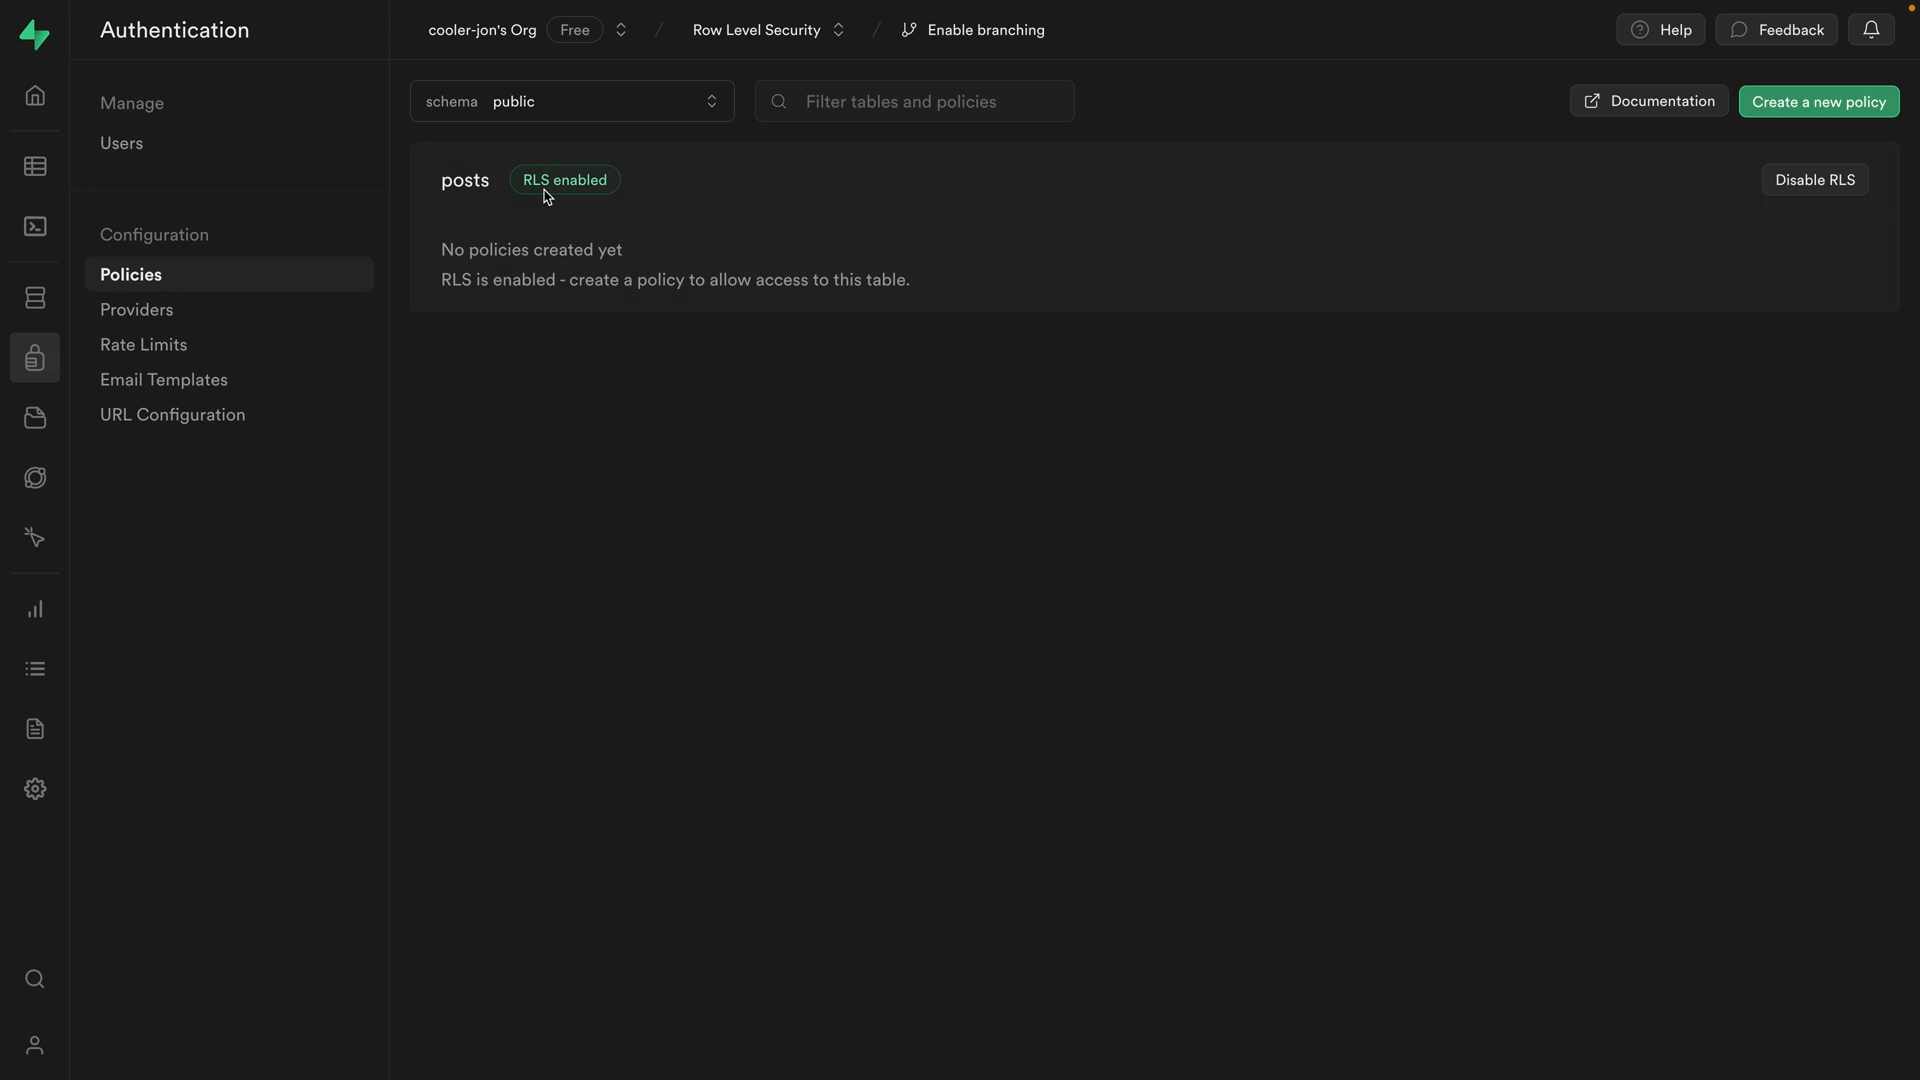 Authentication
cooler-jon's Org Free / Row Level Security / Enable branching
Help
Feedback
Manage
Users
Configuration
Policies
Providers
Rate Limits
Email Templates
URL Configuration
schema public
Filter tables and policies
Documentation
Create a new policy
posts RLS enabled
Disable RLS
No policies created yet
RLS is enabled - create a policy to allow access to this table.